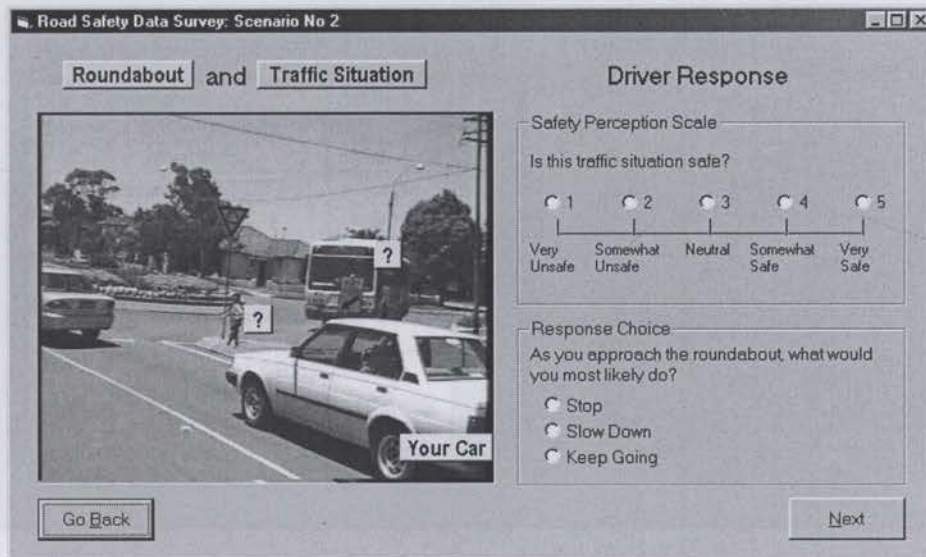 Road Safety Data Survey: Scenario No 2
Roundabout and Traffic Situation
?
?
Your Car
Driver Response
Safety Perception Scale
Is this traffic situation safe?
1 2 3 4 5
Very Somewhat Neutral Somewhat Very
Unsafe Unsafe Safe Safe
Response Choice
As you approach the roundabout, what would
you most likely do?
Stop
Slow Down
Keep Going
Go Back
Next